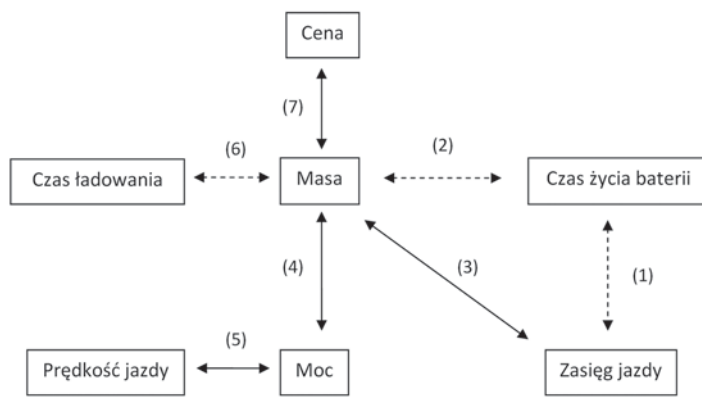 Cena
(7)
(6)
(2)
Czas ładowania
Masa
Czas życia baterii
(4)
(3)
(1)
(5)
Prędkość jazdy
Moc
Zasięg jazdy